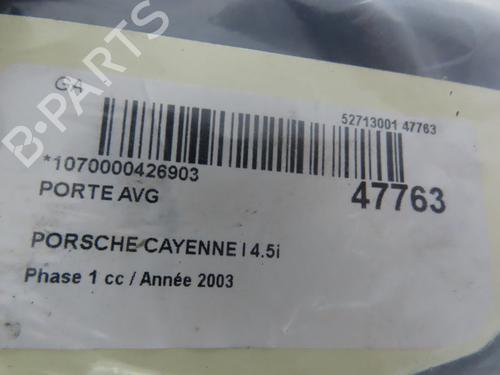 GA
52713001 47763
*1070000426903
PORTE AVG
47763
PORSCHE CAYENNE I 4.5i
Phase 1 cc / Année 2003
B-PARTS